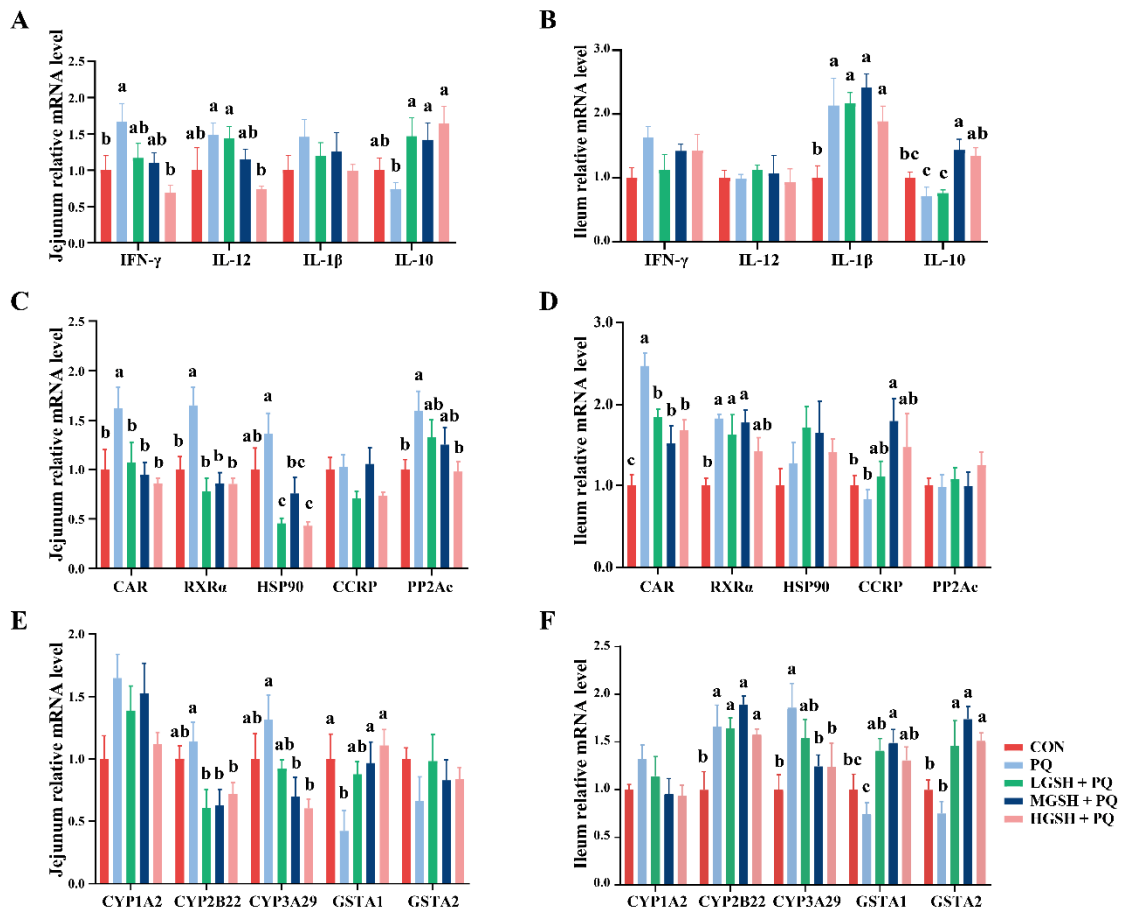 A
Jejunum relative mRNA level
2.5
2.0
1.5
1.0
0.5
0.0
b a ab ab b
ab a a ab b
ab b a a a
IFN-γ IL-12 IL-1β IL-10
B
Ileum relative mRNA level
3.0
2.0
1.0
0.0
b a a a a
bc c c a ab
IFN-γ IL-12 IL-1β IL-10
C
Jejunum relative mRNA level
2.5
2.0
1.5
1.0
0.5
0.0
b a b b b
b a b b b
ab a c bc c
b a ab ab b
CAR RXRα HSP90 CCRP PP2Ac
D
Ileum relative mRNA level
3.0
2.0
1.0
0.0
c a b b b
b a a a ab
b b ab a ab
CAR RXRα HSP90 CCRP PP2Ac
E
Jejunum relative mRNA level
2.0
1.5
1.0
0.5
0.0
ab a b b b
ab a ab b b
a b ab a a
CYP1A2 CYP2B22 CYP3A29 GSTA1 GSTA2
F
Ileum relative mRNA level
2.5
2.0
1.5
1.0
0.5
0.0
b a a a a
b a ab b b
bc c ab a ab
b b a a a
CYP1A2 CYP2B22 CYP3A29 GSTA1 GSTA2
CON
PQ
LGSH + PQ
MGSH + PQ
HGSH + PQ